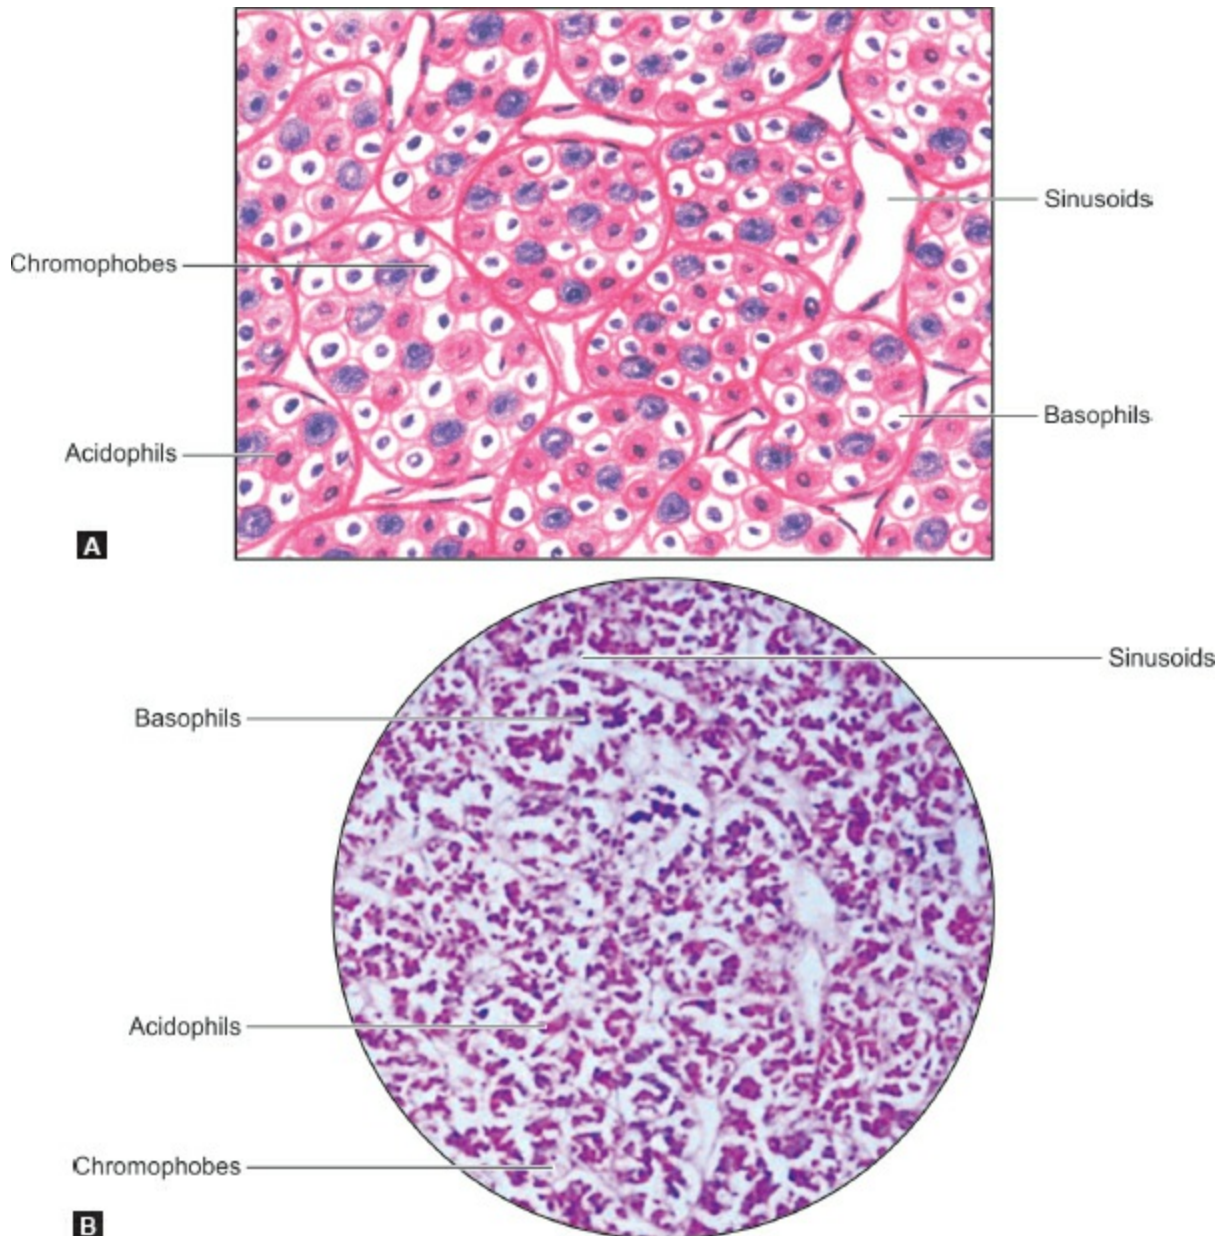 Sinusoids
Chromophobes
Basophils
Acidophils
A
Sinusoids
Basophils
Acidophils
Chromophobes
B